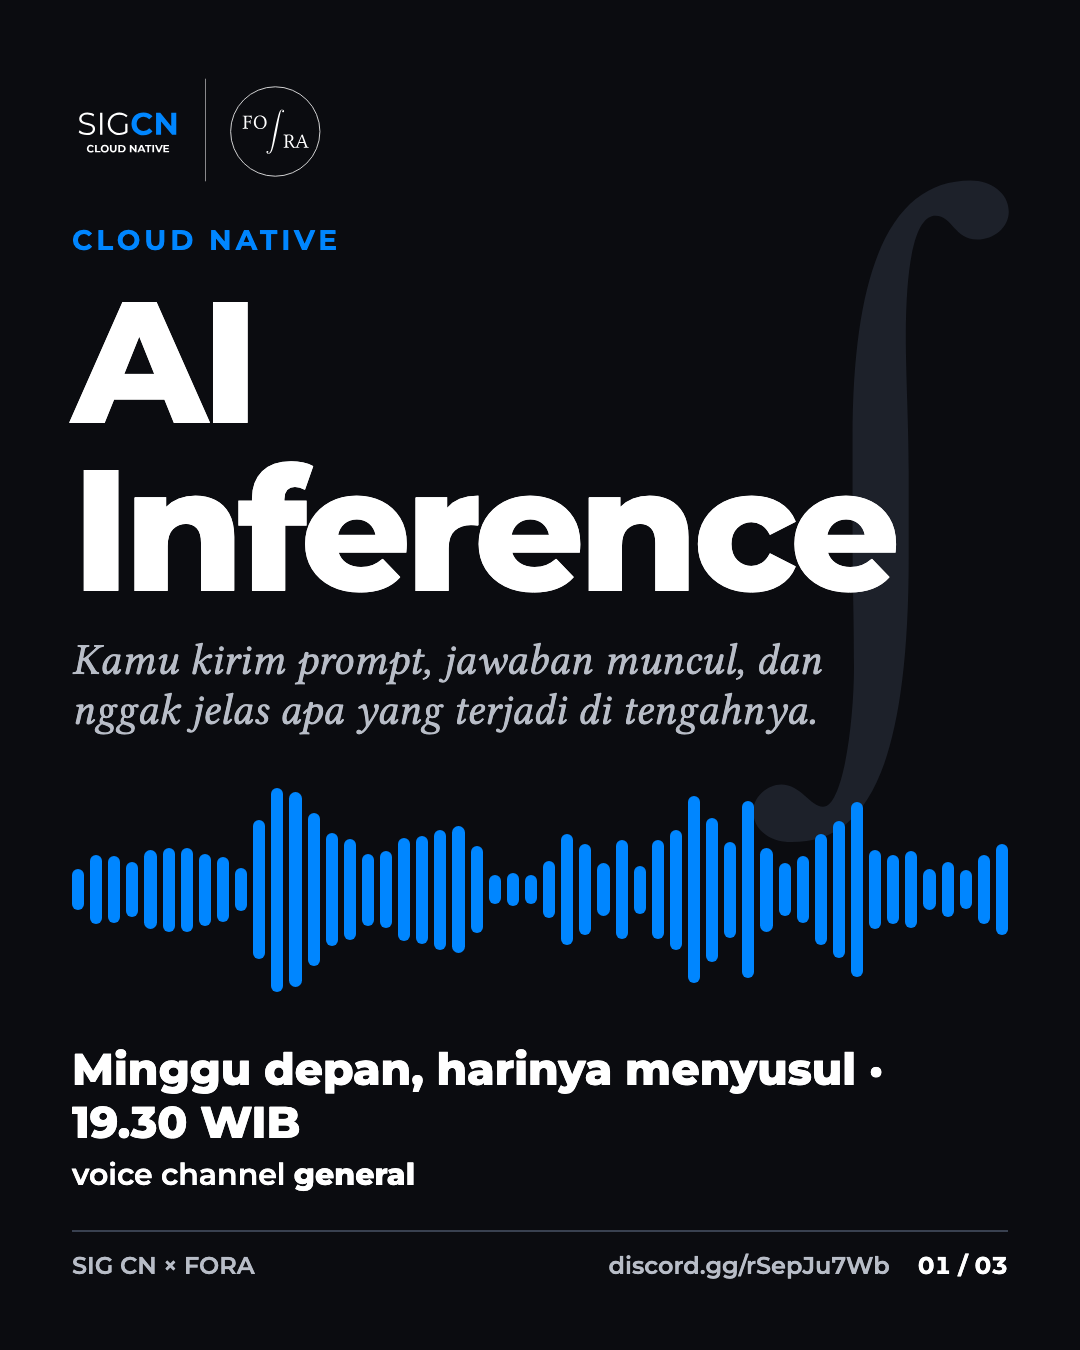 SIGCN
CLOUD NATIVE
FO∫RA
CLOUD NATIVE
AI
Inference
Kamu kirim prompt, jawaban muncul, dan
nggak jelas apa yang terjadi di tengahnya.
Minggu depan, harinya menyusul •
19.30 WIB
voice channel general
SIG CN × FORA
discord.gg/rSepJu7Wb 01 / 03